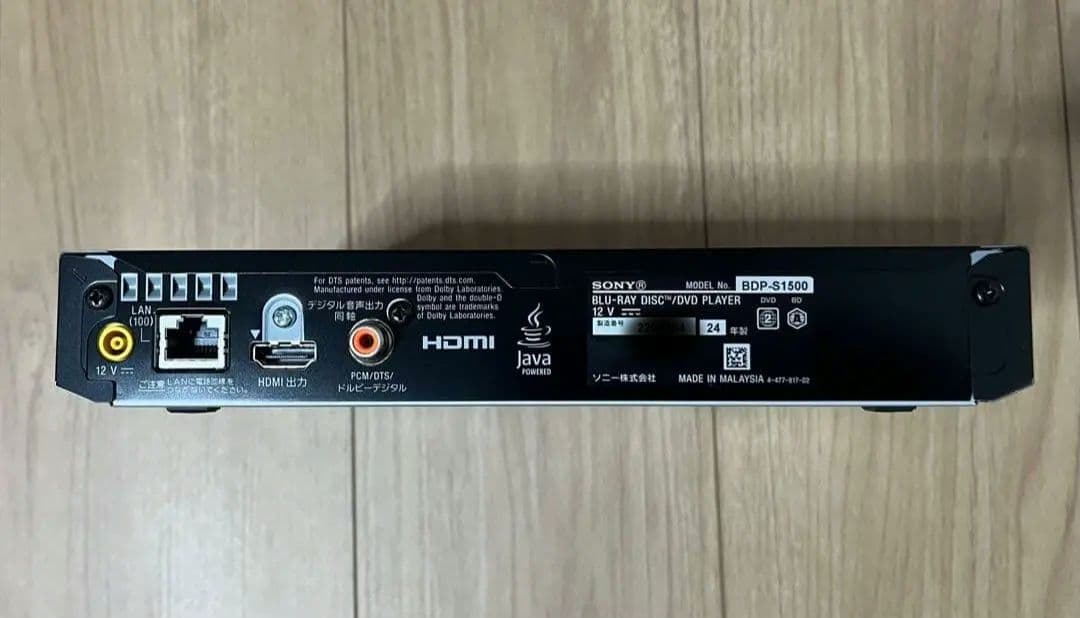 LAN
(100)
12 V
ご注意 LANに電話回線を
つながないでください。
HDMI 出力
デジタル音声出力
同軸
PCM/DTS/
ドルビーデジタル
For DTS patents, see http://patents.dts.com.
Manufactured under license from Dolby Laboratories.
Dolby and the double-D
symbol are trademarks
of Dolby Laboratories.
HDMI
Java
POWERED
SONY® MODEL No. BDP-S1500
BLU-RAY DISC™/DVD PLAYER
DVD BD
12 V
2
製造番号 24 年製
ソニー株式会社 MADE IN MALAYSIA 4-477-817-02